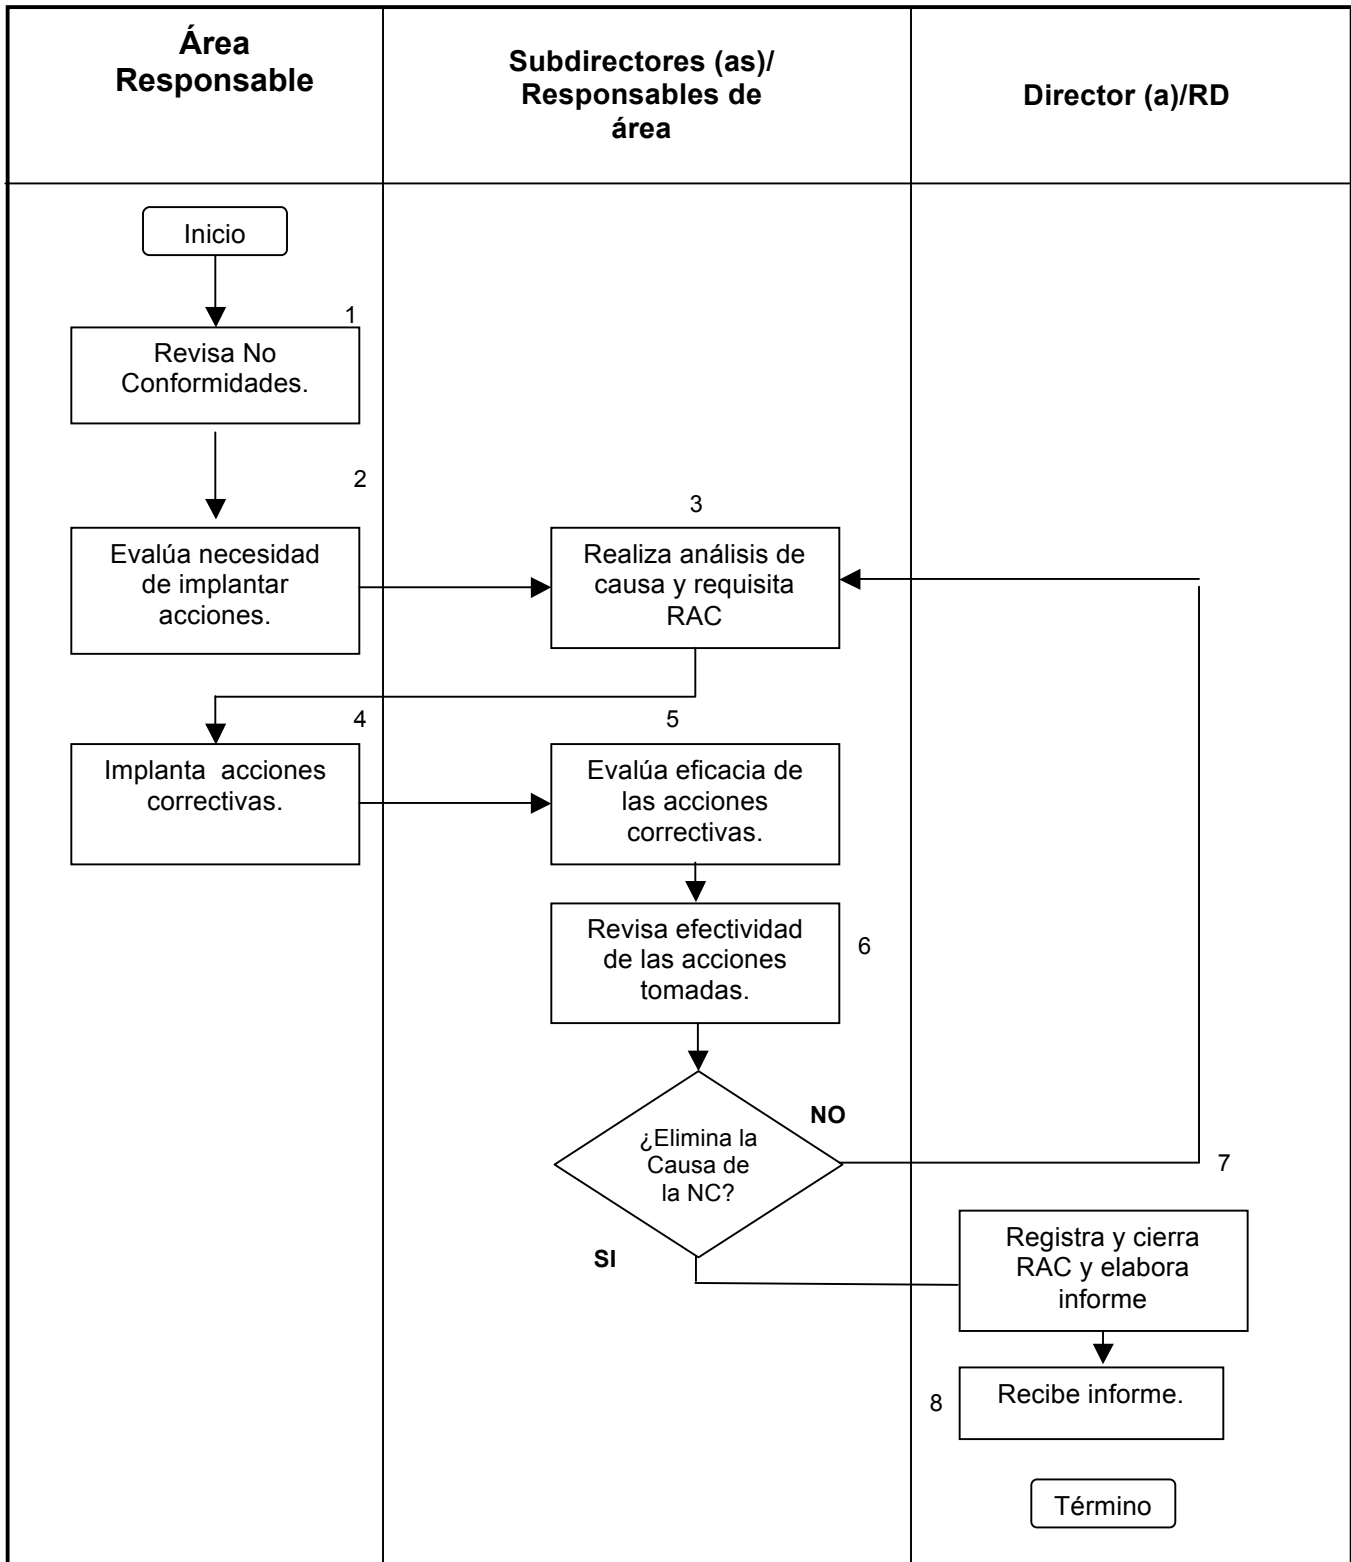 Área
Responsable
Subdirectores (as)/
Responsables de
área
Director (a)/RD
Inicio
1
Revisa No
Conformidades.
2
Evalúa necesidad
de implantar
acciones.
3
Realiza análisis de
causa y requisita
RAC
4
Implanta  acciones
correctivas.
5
Evalúa eficacia de
las acciones
correctivas.
Revisa efectividad
de las acciones
tomadas.
6
¿Elimina la
Causa de
la NC?
NO
SI
7
Registra y cierra
RAC y elabora
informe
8
Recibe informe.
Término